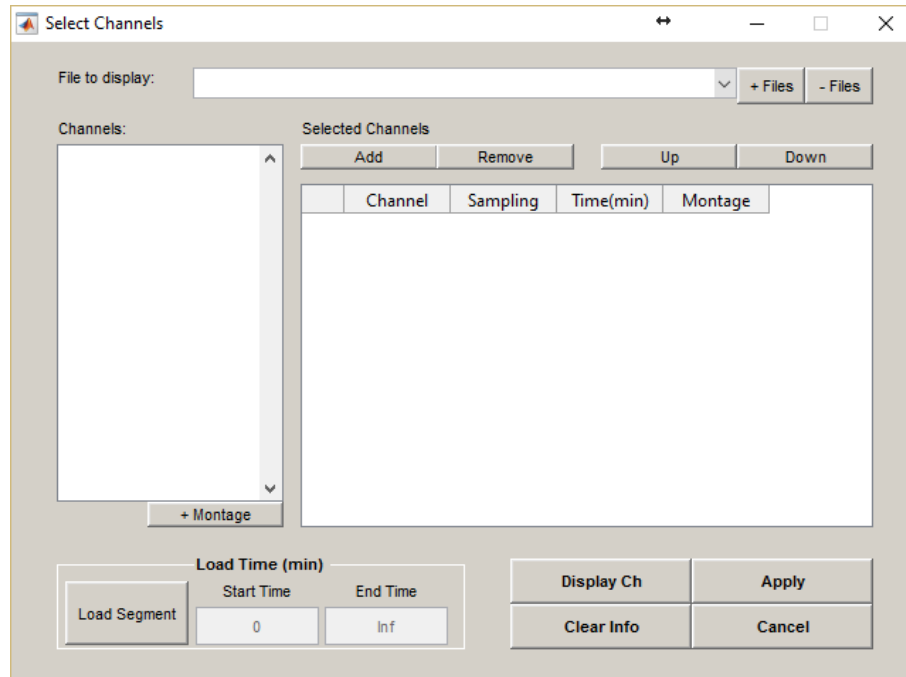 Select Channels
File to display:
+ Files - Files
Channels:
Selected Channels
Add Remove Up Down
Channel Sampling Time(min) Montage
+ Montage
Load Time (min)
Start Time End Time
Load Segment
0 Inf
Display Ch Apply
Clear Info Cancel